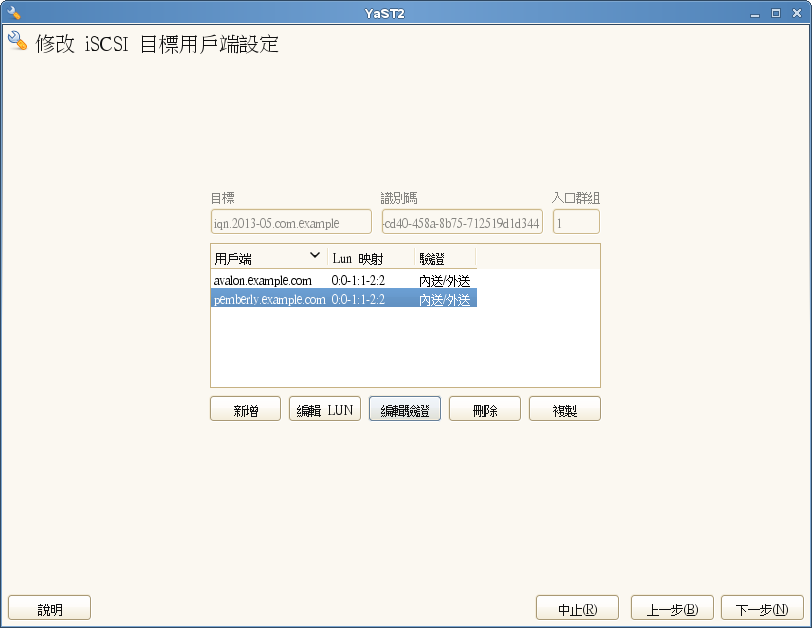 YaST2
修改 iSCSI 目標用戶端設定
目標 識別碼 入口群組
iqn.2013-05.com.example -cd40-458a-8b75-712519d1d344 1
用戶端 Lun 映射 驗證
avalon.example.com 0:0-1:1-2:2 內送/外送
pemberly.example.com 0:0-1:1-2:2 內送/外送
新增 編輯 LUN 編輯驗證 刪除 複製
說明 中止(R) 上一步(B) 下一步(N)